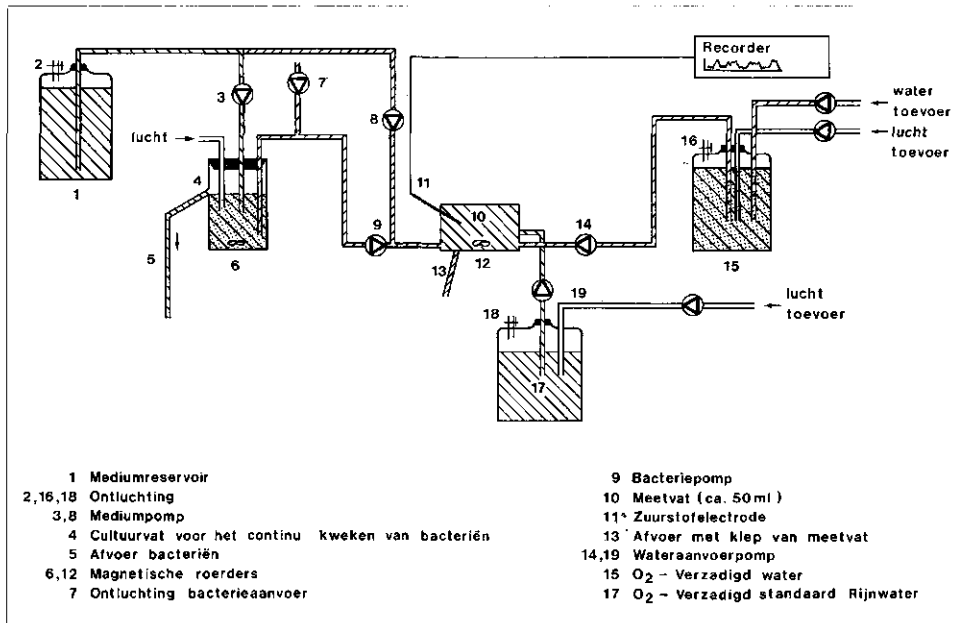 Recorder
water
toevoer
lucht
toevoer
2
7
3
8
lucht
16
11
1
4
10
9
14
5
6
13
12
15
19
lucht
toevoer
18
17
1 Mediumreservoir
2,16,18 Ontluchting
3,8 Mediumpomp
4 Cultuurvat voor het continu kweken van bacteriën
5 Afvoer bacteriën
6,12 Magnetische roerders
7 Ontluchting bacterieaanvoer
9 Bacteriepomp
10 Meetvat (ca. 50ml)
11 Zuurstofelectrode
13 Afvoer met klep van meetvat
14,19 Wateraanvoerpomp
15 O2 - Verzadigd water
17 O2 - Verzadigd standaard Rijnwater